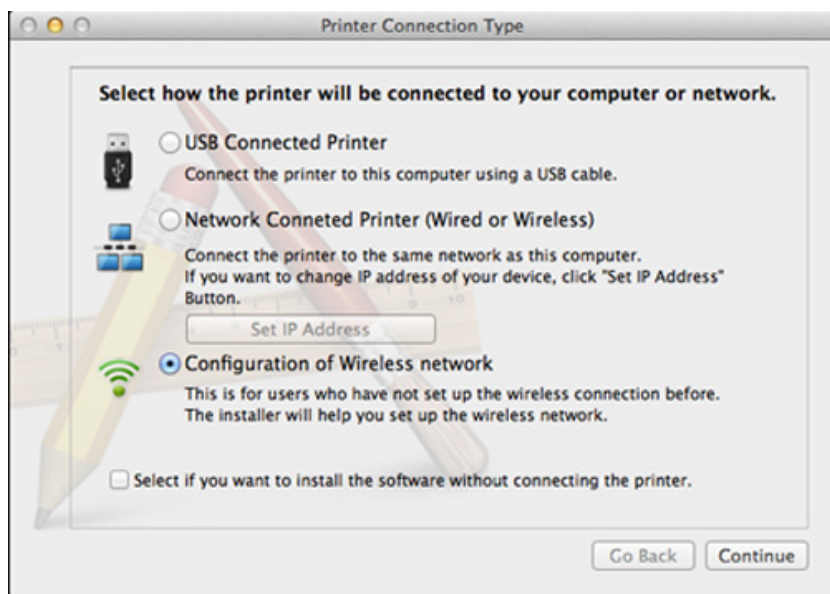 Printer Connection Type
Select how the printer will be connected to your computer or network.
USB Connected Printer
Connect the printer to this computer using a USB cable.
Network Conneted Printer (Wired or Wireless)
Connect the printer to the same network as this computer.
If you want to change IP address of your device, click "Set IP Address"
Button.
Set IP Address
Configuration of Wireless network
This is for users who have not set up the wireless connection before.
The installer will help you set up the wireless network.
Select if you want to install the software without connecting the printer.
Go Back Continue